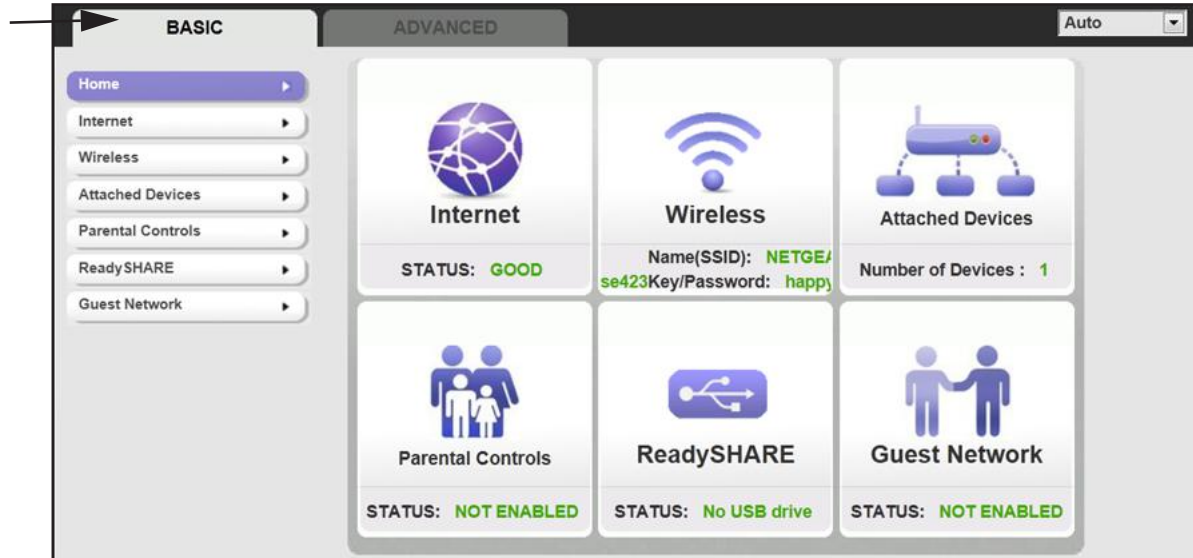 BASIC
ADVANCED
Auto
Home
Internet
Wireless
Attached Devices
Parental Controls
ReadySHARE
Guest Network
Internet
STATUS: GOOD
Wireless
Name(SSID): NETGEA
se423Key/Password: happy
Attached Devices
Number of Devices : 1
Parental Controls
STATUS: NOT ENABLED
ReadySHARE
STATUS: No USB drive
Guest Network
STATUS: NOT ENABLED